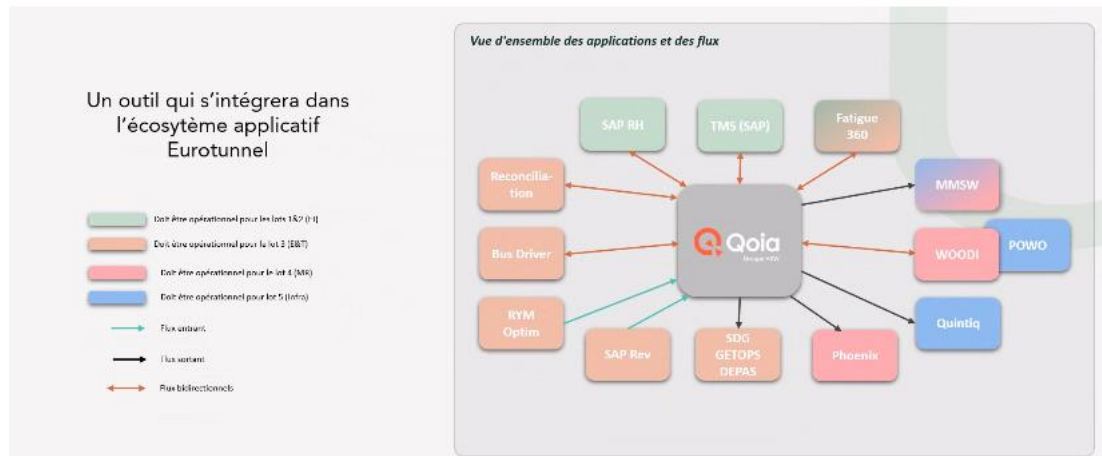 Vue d'ensemble des applications et des flux
Un outil qui s'intégrera dans
l'écosytème applicatif
Eurotunnel
SAP RH
TMS (SAP)
Fatigue
360
Reconcilia-
tion
MMSW
Qoia
Bus Driver
WOODI
POWO
RYM
Optim
SAP Rev
SDG
GETOPS
DEPAS
Phoenix
Quintiq
Doit être opérationnel pour les lots 1&2 (FI)
Doit être opérationnel pour le lot 3 (E&T)
Doit être opérationnel pour le lot 4 (MR)
Doit être opérationnel pour lot 5 (Infra)
Flux entrant
Flux sortant
Flux bidirectionnels